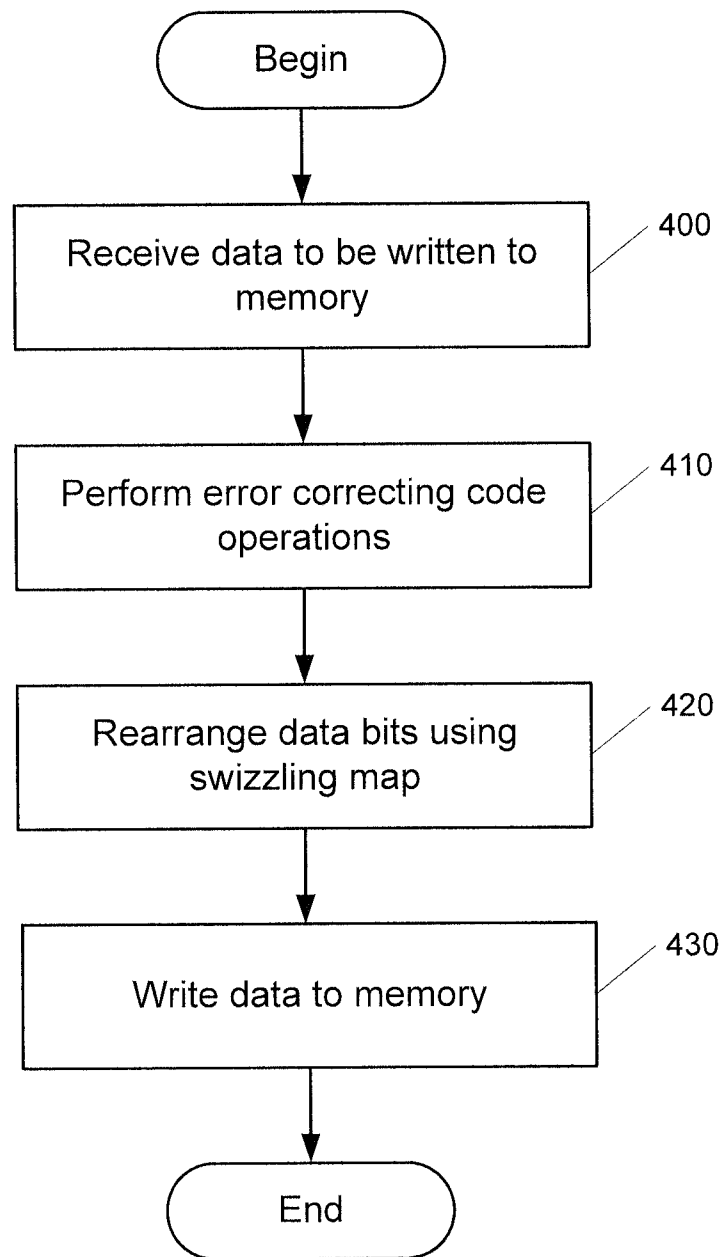 Begin
Receive data to be written to
memory
400
Perform error correcting code
operations
410
Rearrange data bits using
swizzling map
420
Write data to memory
430
End